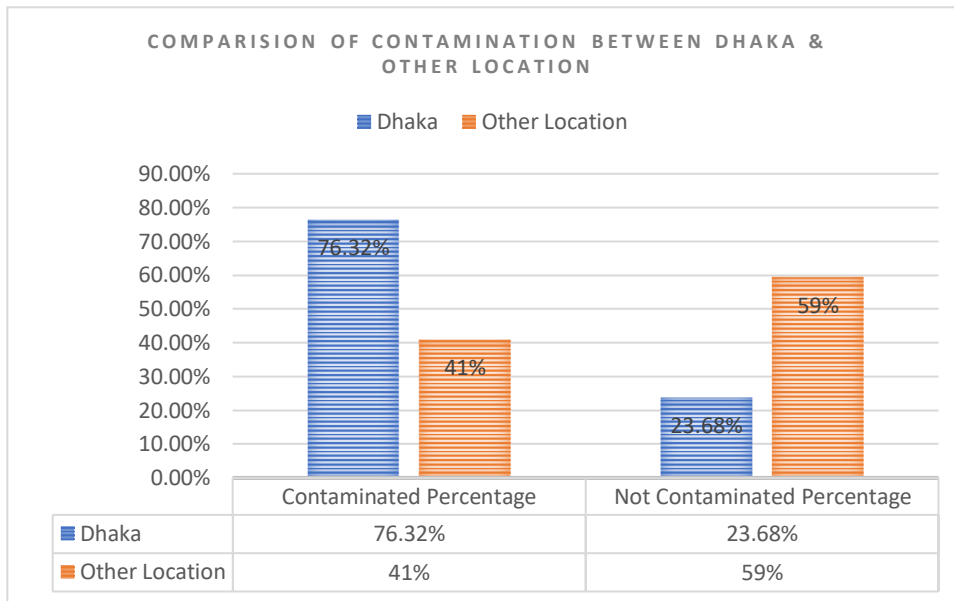 COMPARISION OF CONTAMINATION BETWEEN DHAKA &
OTHER LOCATION
Dhaka Other Location
90.00%
80.00%
70.00%
60.00%
50.00%
40.00%
30.00%
20.00%
10.00%
0.00%
76.32%
41%
23.68%
59%
Contaminated Percentage Not Contaminated Percentage
Dhaka 76.32% 23.68%
Other Location 41% 59%